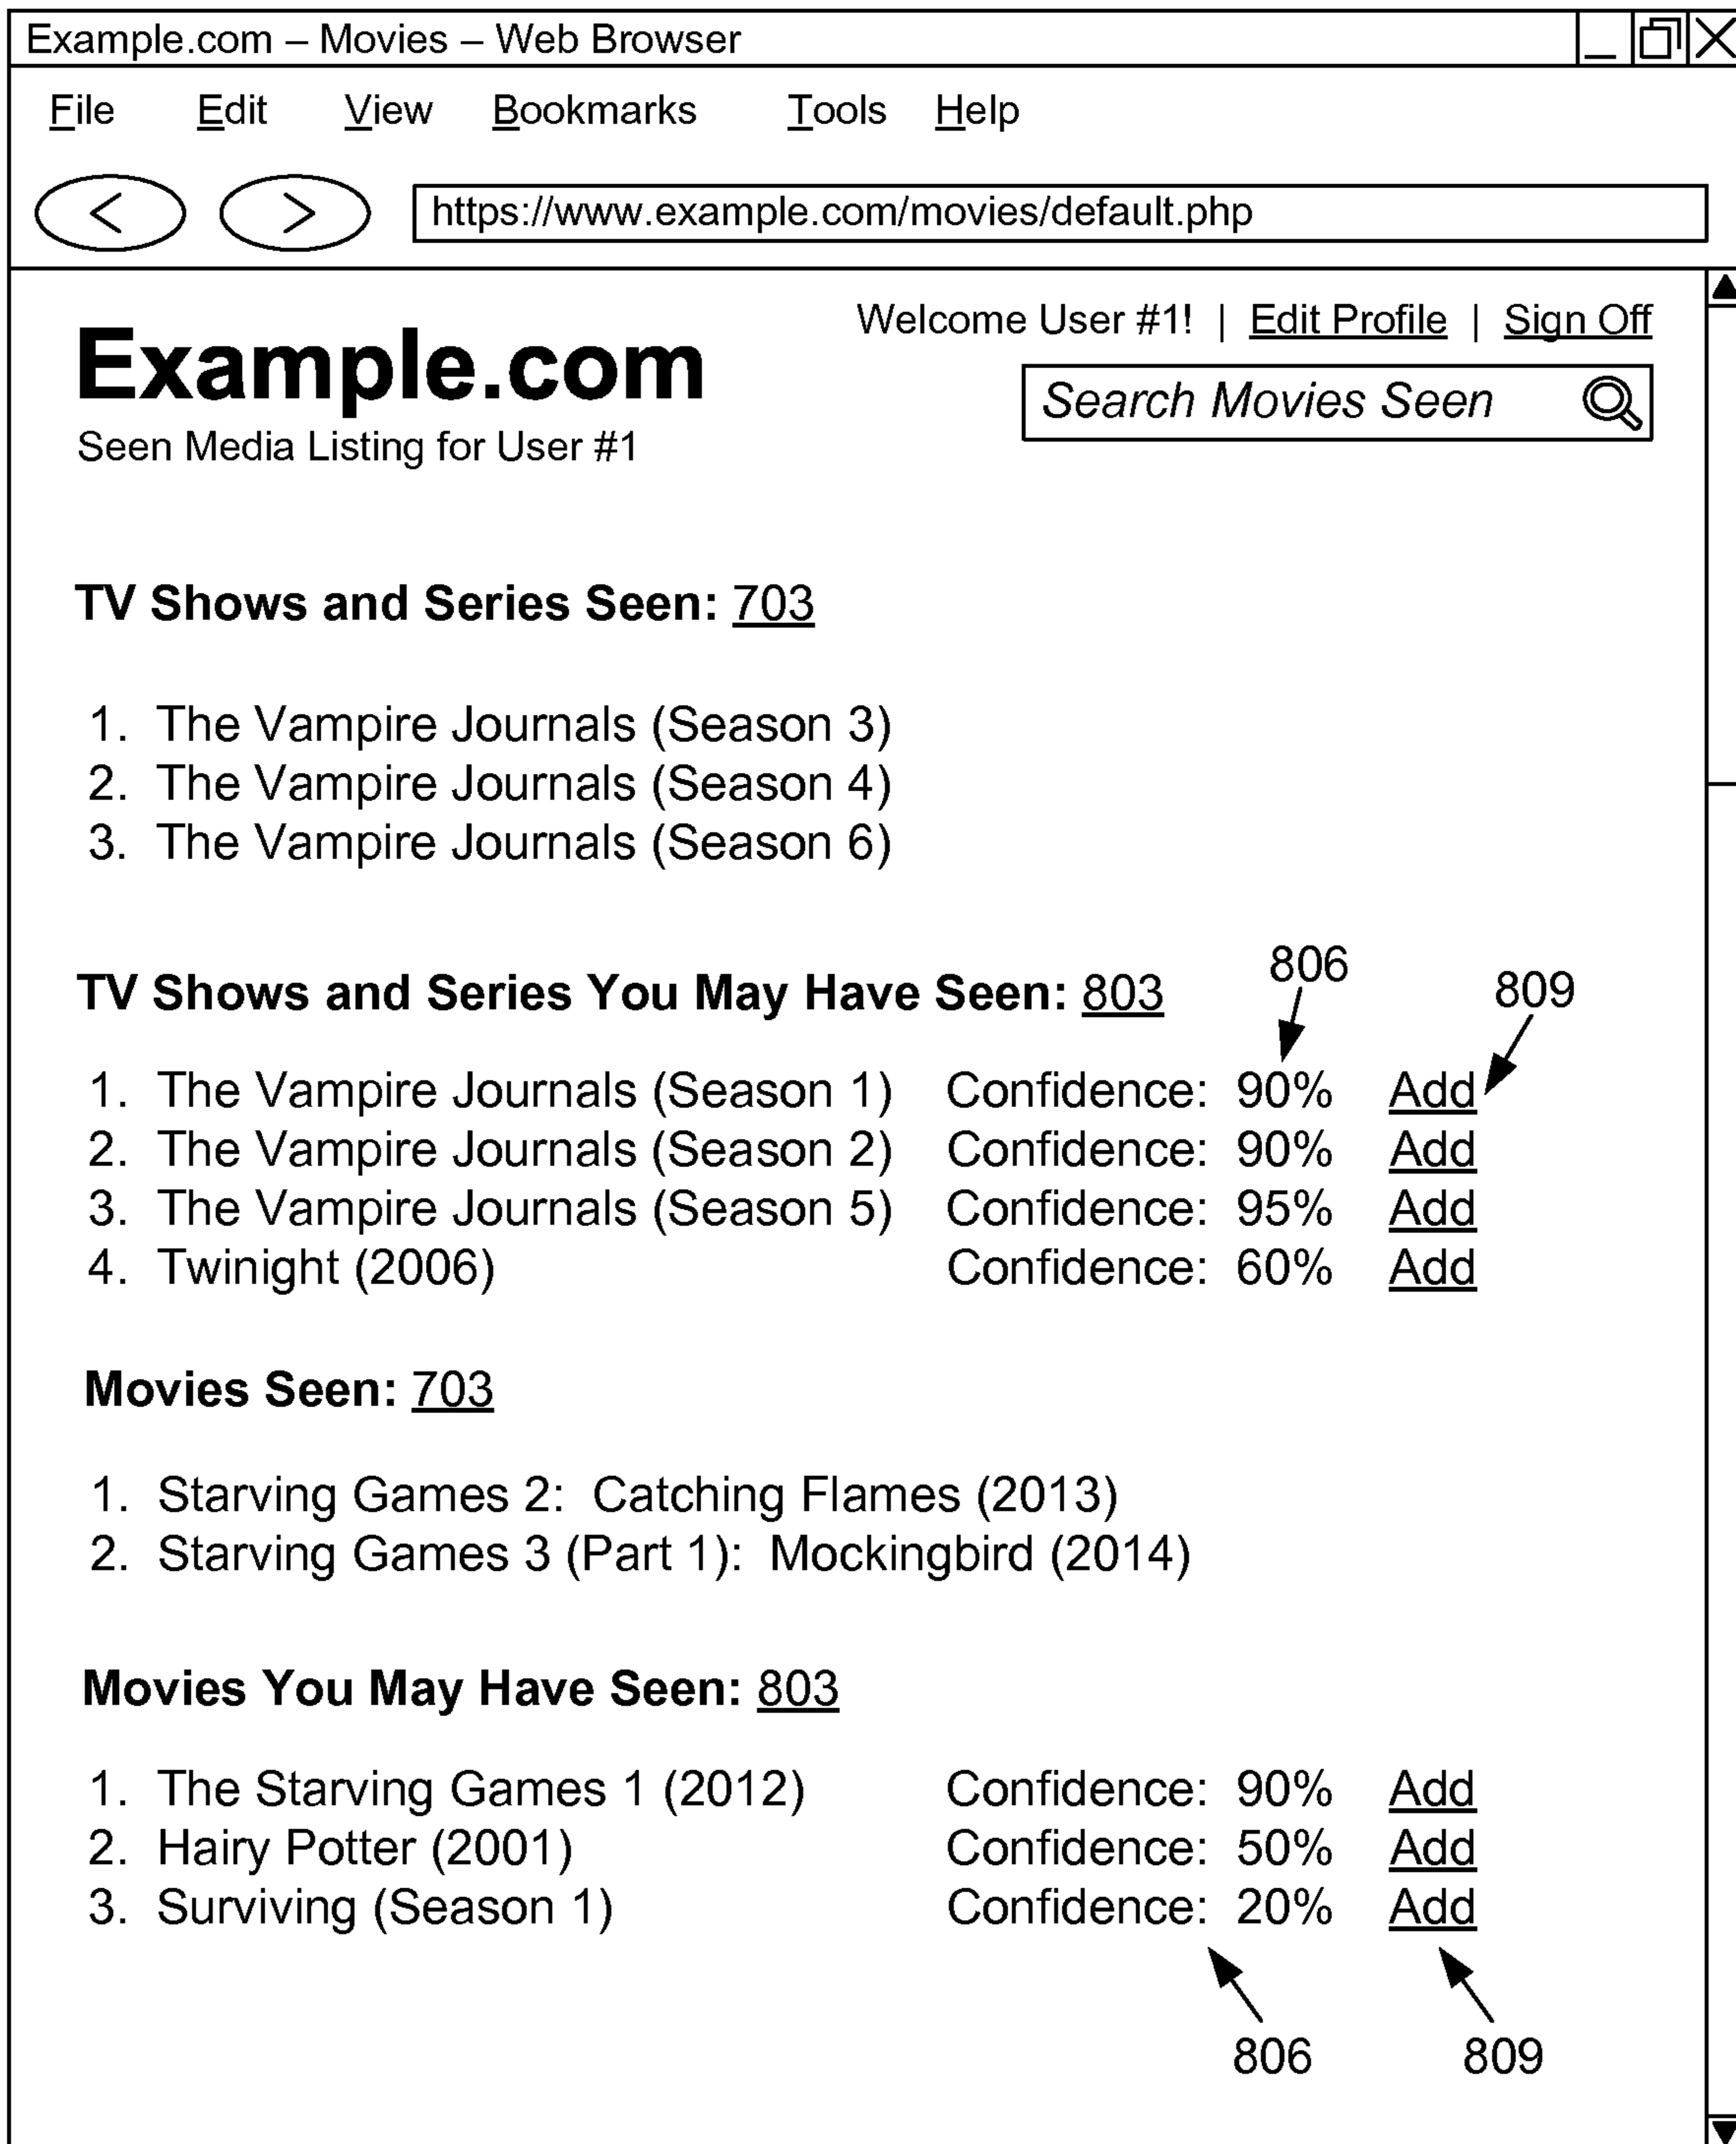 Example.com – Movies – Web Browser
File Edit View Bookmarks Tools Help
< > https://www.example.com/movies/default.php
Welcome User #1! | Edit Profile | Sign Off
Example.com
Search Movies Seen
Seen Media Listing for User #1
TV Shows and Series Seen: 703
1. The Vampire Journals (Season 3)
2. The Vampire Journals (Season 4)
3. The Vampire Journals (Season 6)
806
TV Shows and Series You May Have Seen: 803
809
1. The Vampire Journals (Season 1) Confidence: 90% Add
2. The Vampire Journals (Season 2) Confidence: 90% Add
3. The Vampire Journals (Season 5) Confidence: 95% Add
4. Twinight (2006) Confidence: 60% Add
Movies Seen: 703
1. Starving Games 2: Catching Flames (2013)
2. Starving Games 3 (Part 1): Mockingbird (2014)
Movies You May Have Seen: 803
1. The Starving Games 1 (2012) Confidence: 90% Add
2. Hairy Potter (2001) Confidence: 50% Add
3. Surviving (Season 1) Confidence: 20% Add
806 809